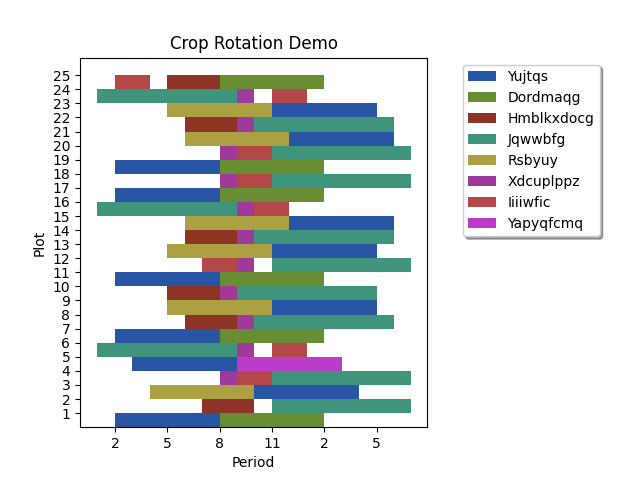 Crop Rotation Demo
25
24
23
22
21
20
19
18
17
16
15
14
13
12
11
10
9
8
7
6
5
4
3
2
1
Plot
2 5 8 11 2 5
Period
Yujtqs
Dordmaqg
Hmblkxdocg
Jqwwbfg
Rsbyuy
Xdcuplppz
Iiiiwfic
Yapyqfcmq